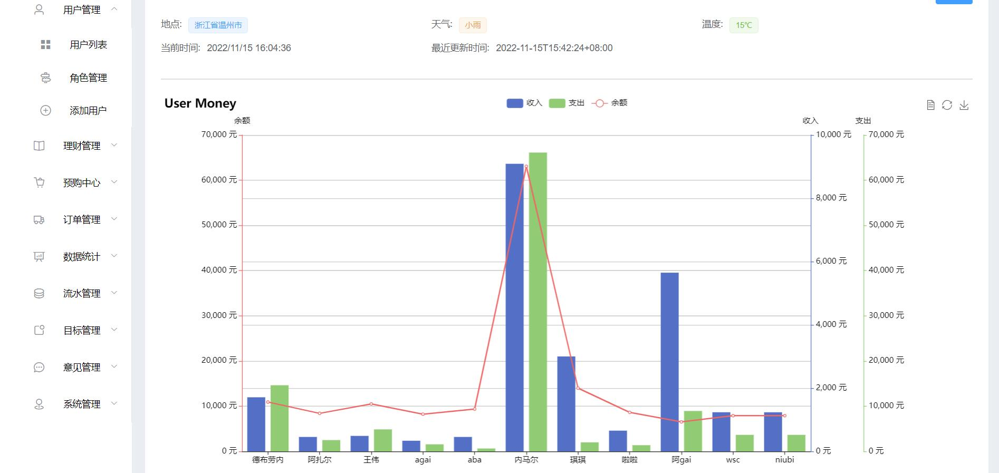 用户管理
用户列表
角色管理
添加用户
理财管理
预购中心
订单管理
数据统计
流水管理
目标管理
意见管理
系统管理
地点: 浙江省温州市 天气: 小雨 温度: 15℃
当前时间: 2022/11/15 16:04:36 最近更新时间: 2022-11-15T15:42:24+08:00
User Money
收入 支出 余额
余额
70,000 元
60,000 元
50,000 元
40,000 元
30,000 元
20,000 元
10,000 元
0 元
收入
10,000 元
8,000 元
6,000 元
4,000 元
2,000 元
0 元
支出
70,000 元
60,000 元
50,000 元
40,000 元
30,000 元
20,000 元
10,000 元
0 元
德布劳内 阿扎尔 王伟 agai aba 内马尔 琪琪 啦啦 阿gai wsc niubi